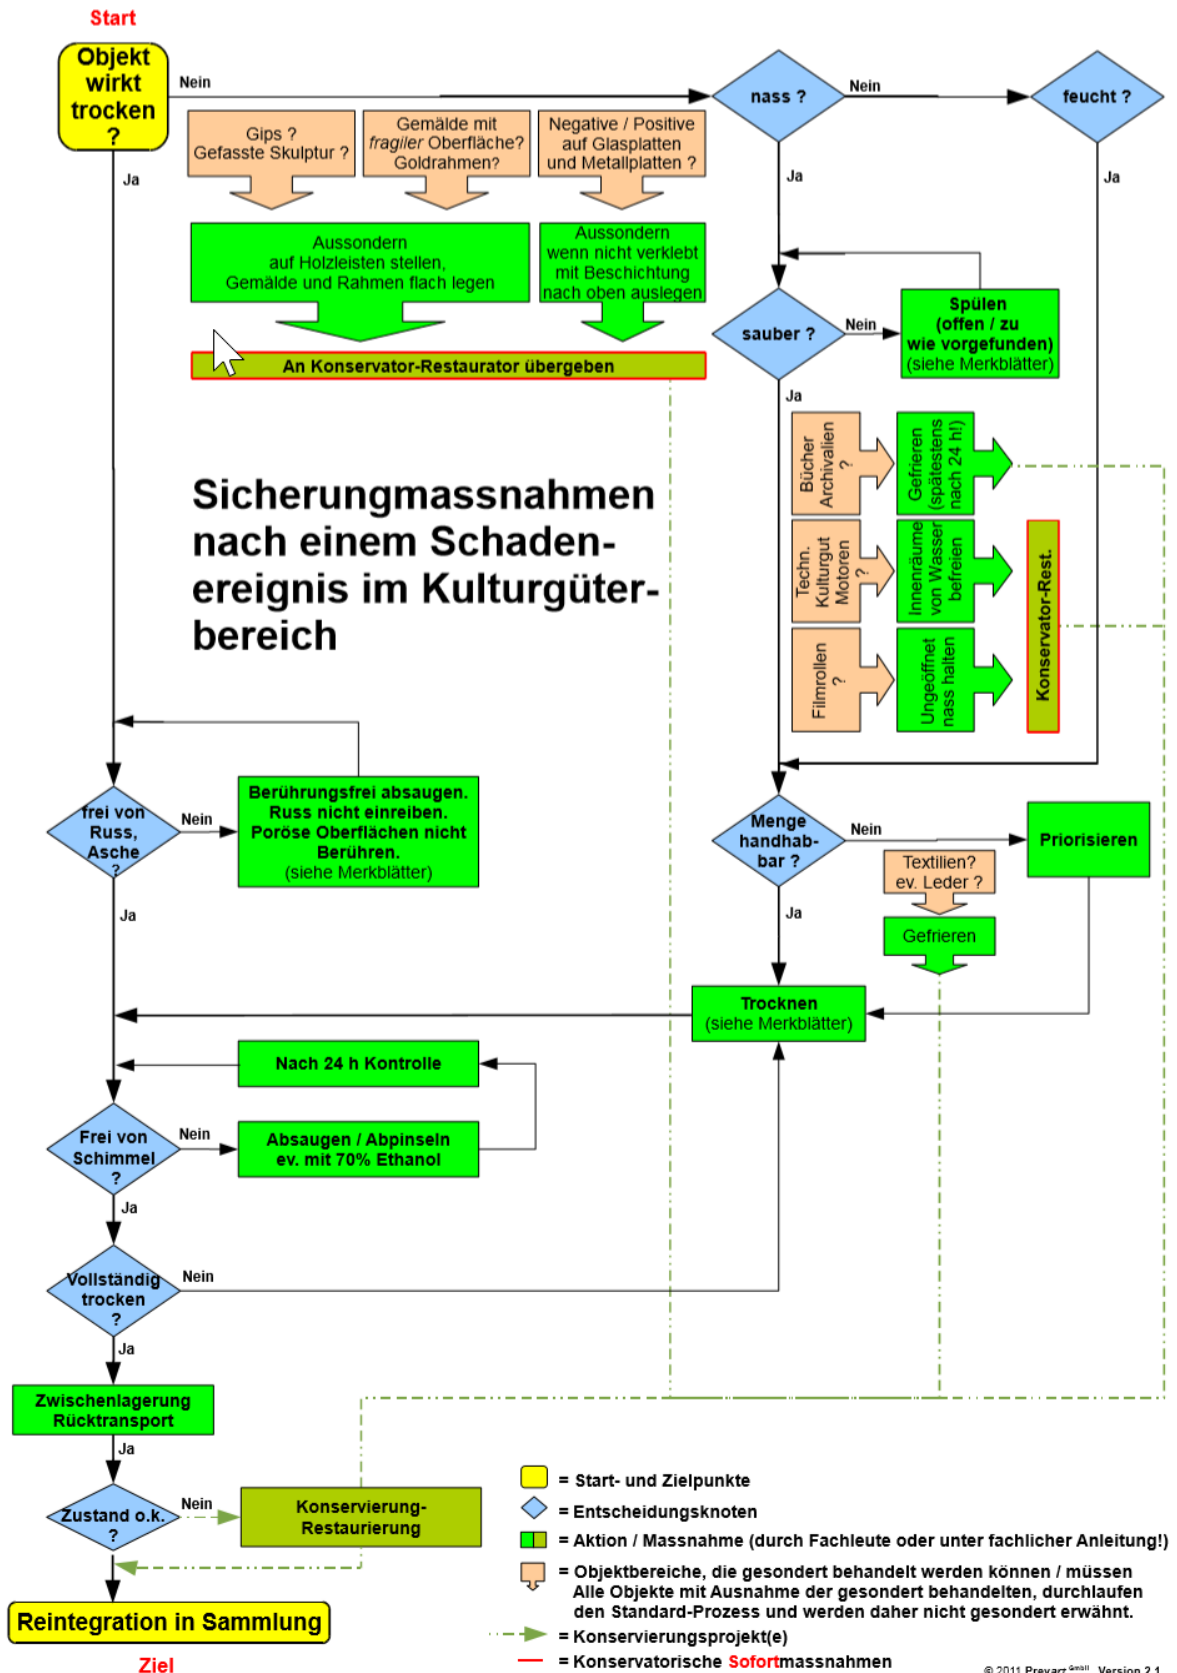 Start
Objekt
wirkt
trocken
?
Nein
nass ?
Nein
feucht ?
Gips ?
Gefasste Skulptur ?
Gemälde mit
fragiler Oberfläche?
Goldrahmen?
Negative / Positive
auf Glasplatten
und Metallplatten ?
Ja
Ja
Ja
Aussondern
auf Holzleisten stellen,
Gemälde und Rahmen flach legen
Aussondern
wenn nicht verklebt
mit Beschichtung
nach oben auslegen
An Konservator-Restaurator übergeben
sauber ?
Nein
Spülen
(offen / zu
wie vorgefunden)
(siehe Merkblätter)
Ja
Bücher
Archivalien
?
Gefrieren
(spätestens
nach 24 h!)
Techn.
Kulturgut
Motoren
?
Innenräume
von Wasser
befreien
Filmrollen
?
Ungeöffnet
nass halten
Konservator-Rest.
Sicherungmassnahmen
nach einem Schaden-
ereignis im Kulturgüter-
bereich
frei von
Russ,
Asche
?
Nein
Berührungsfrei absaugen.
Russ nicht einreiben.
Poröse Oberflächen nicht
Berühren.
(siehe Merkblätter)
Menge
handhab-
bar ?
Nein
Priorisieren
Textilien?
ev. Leder ?
Gefrieren
Ja
Ja
Trocknen
(siehe Merkblätter)
Nach 24 h Kontrolle
Frei von
Schimmel
?
Nein
Absaugen / Abpinseln
ev. mit 70% Ethanol
Ja
Vollständig
trocken
?
Nein
Ja
Zwischenlagerung
Rücktransport
Ja
Zustand o.k.
?
Nein
Konservierung-
Restaurierung
Reintegration in Sammlung
Ziel
= Start- und Zielpunkte
= Entscheidungsknoten
= Aktion / Massnahme (durch Fachleute oder unter fachlicher Anleitung!)
= Objektbereiche, die gesondert behandelt werden können / müssen
Alle Objekte mit Ausnahme der gesondert behandelten, durchlaufen
den Standard-Prozess und werden daher nicht gesondert erwähnt.
= Konservierungsprojekt(e)
= Konservatorische Sofortmassnahmen
© 2011 Prevart GmbH Version 2.1